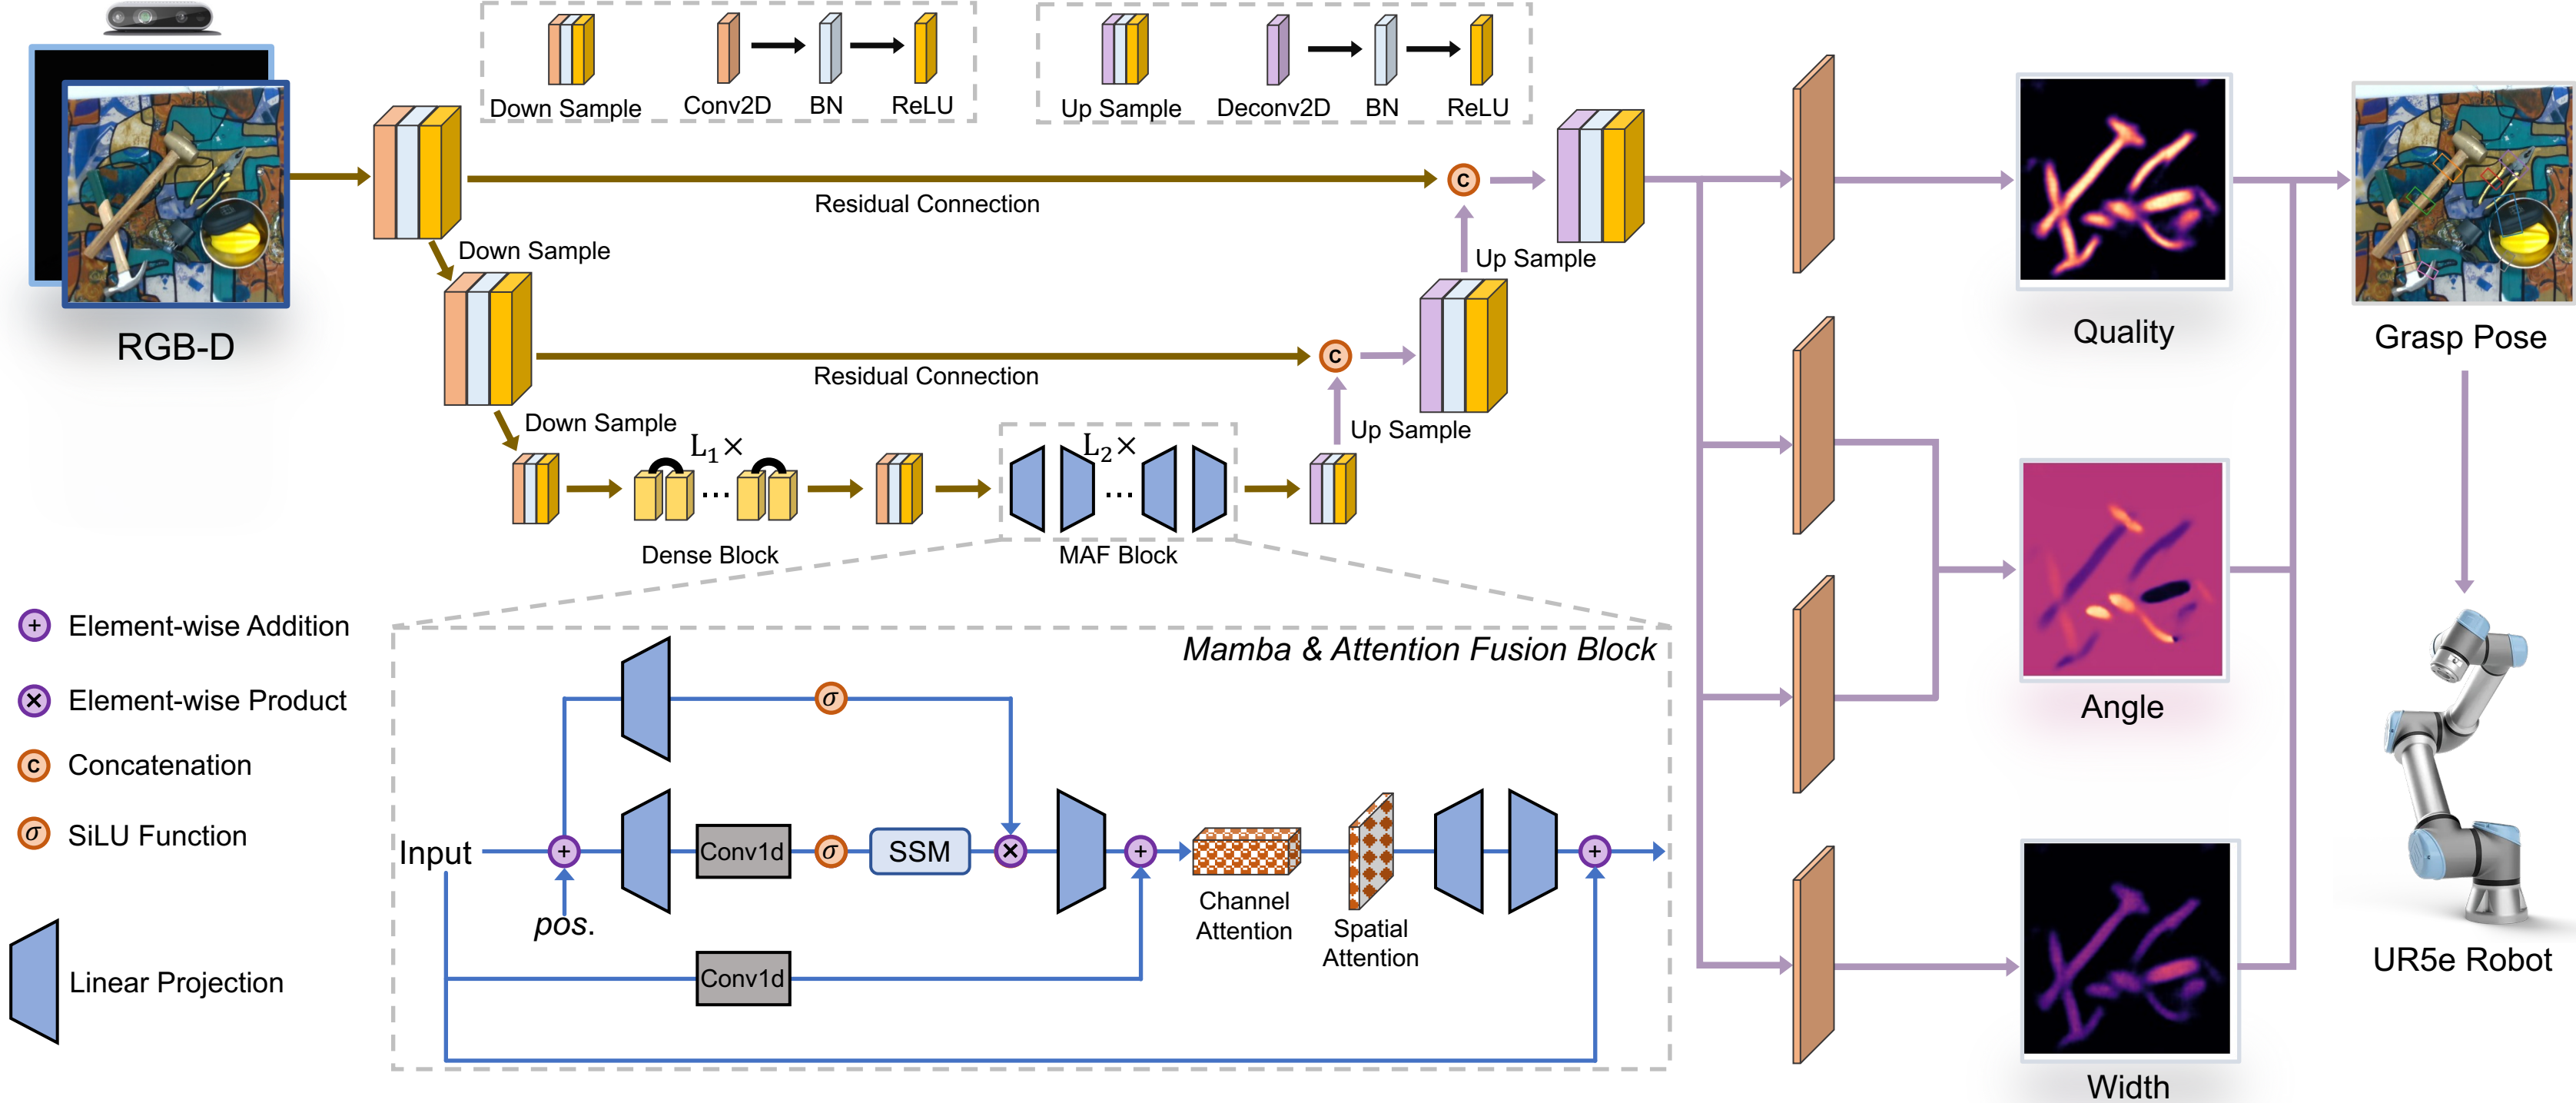 Down Sample
Conv2D
BN
ReLU
Up Sample
Deconv2D
BN
ReLU
RGB-D
Residual Connection
C
Down Sample
Up Sample
Residual Connection
C
Down Sample
Up Sample
L₁×
L₂×
...
...
Dense Block
MAF Block
Quality
Grasp Pose
Angle
Width
UR5e Robot
+ Element-wise Addition
× Element-wise Product
C Concatenation
σ SiLU Function
Linear Projection
Mamba & Attention Fusion Block
σ
Input
+
Conv1d
σ
SSM
×
+
+
pos.
Channel
Attention
Spatial
Attention
Conv1d